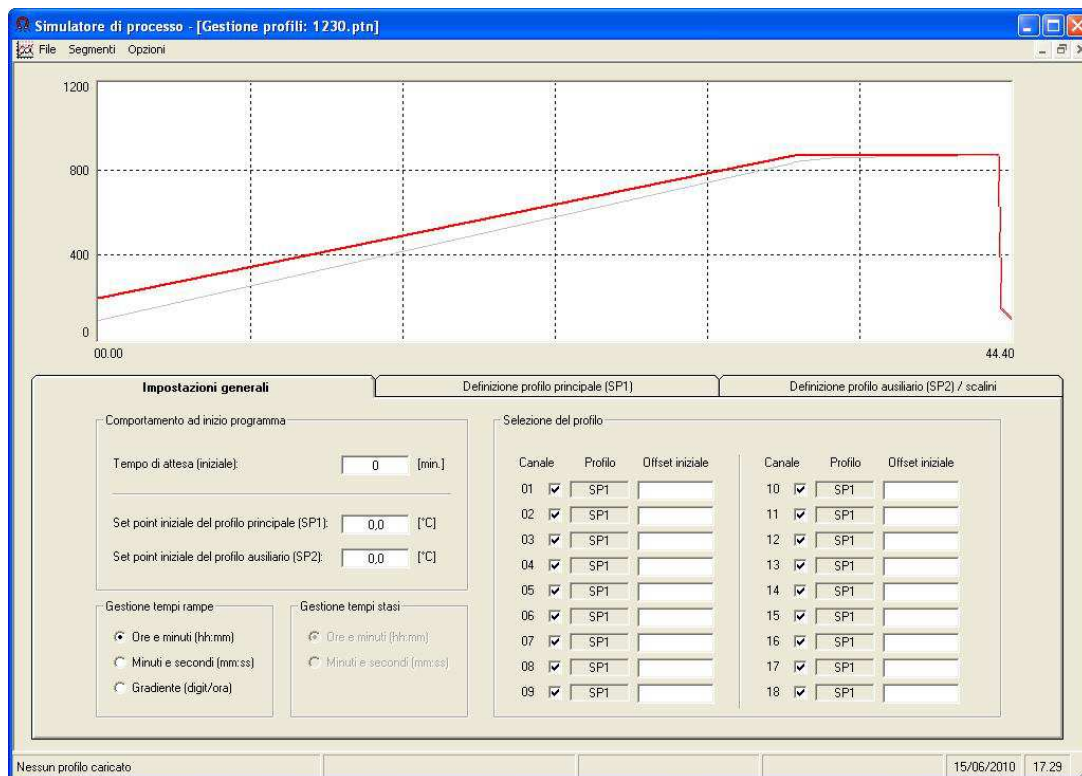 Simulatore di processo - [Gestione profili: 1230.ptn]
File Segmenti Opzioni
1200
800
400
0
00.00 44.40
Impostazioni generali Definizione profilo principale (SP1) Definizione profilo ausiliario (SP2) / scalini
Comportamento ad inizio programma
Tempo di attesa (iniziale): 0 [min.]
Set point iniziale del profilo principale (SP1): 0,0 [°C]
Set point iniziale del profilo ausiliario (SP2): 0,0 [°C]
Gestione tempi rampe
Ore e minuti (hh:mm)
Minuti e secondi (mm:ss)
Gradiente (digit/ora)
Gestione tempi stasi
Ore e minuti (hh:mm)
Minuti e secondi (mm:ss)
Selezione del profilo
Canale Profilo Offset iniziale
01 SP1
02 SP1
03 SP1
04 SP1
05 SP1
06 SP1
07 SP1
08 SP1
09 SP1
Canale Profilo Offset iniziale
10 SP1
11 SP1
12 SP1
13 SP1
14 SP1
15 SP1
16 SP1
17 SP1
18 SP1
Nessun profilo caricato 15/06/2010 17.29